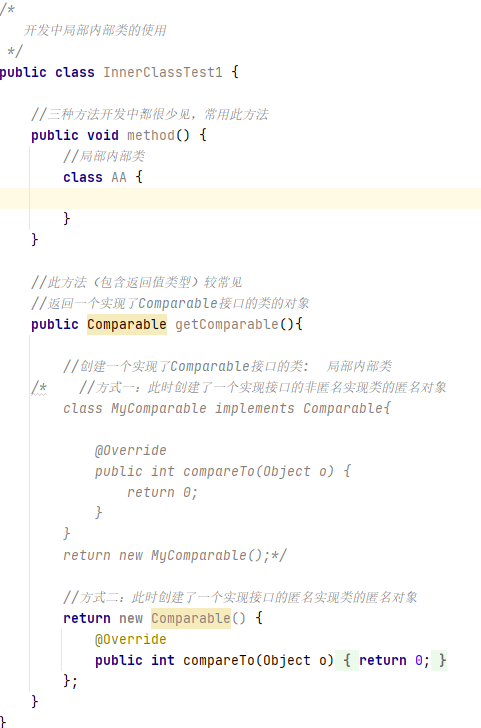 /*
   开发中局部内部类的使用
 */
public class InnerClassTest1 {

    //三种方法开发中都很少见，常用此方法
    public void method() {
        //局部内部类
        class AA {

        }
    }

    //此方法（包含返回值类型）较常见
    //返回一个实现了Comparable接口的类的对象
    public Comparable getComparable(){

        //创建一个实现了Comparable接口的类:  局部内部类
    /*    //方式一：此时创建了一个实现接口的非匿名实现类的匿名对象
        class MyComparable implements Comparable{

            @Override
            public int compareTo(Object o) {
                return 0;
            }
        }
        return new MyComparable();*/

        //方式二：此时创建了一个实现接口的匿名实现类的匿名对象
        return new Comparable() {
            @Override
            public int compareTo(Object o) { return 0; }
        };
    }
}